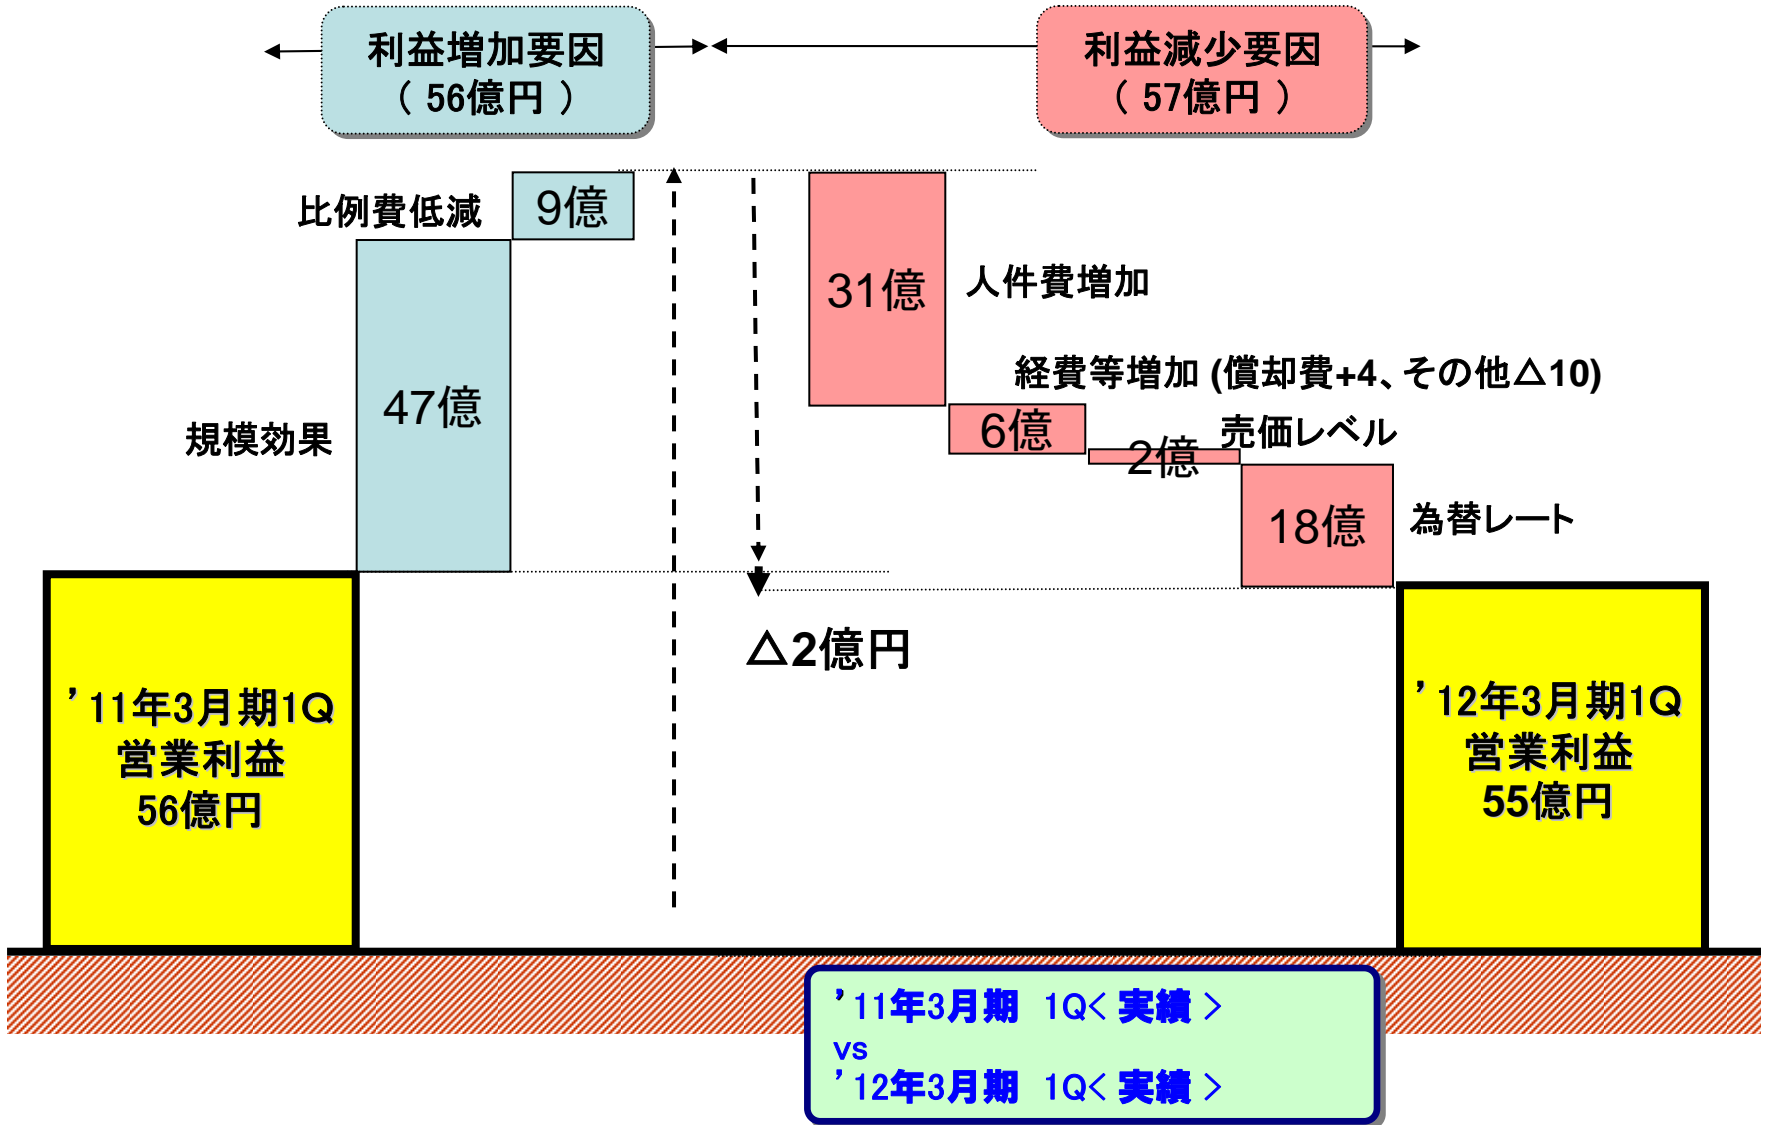 利益増加要因
（ 56億円 ）
利益減少要因
（ 57億円 ）
比例費低減
9億
31億
人件費増加
経費等増加 (償却費+4、その他△10)
47億
規模効果
6億
売価レベル
2億
18億
為替レート
△2億円
’11年3月期1Q
営業利益
56億円
’12年3月期1Q
営業利益
55億円
’11年3月期　1Q＜ 実績 ＞
vs
’12年3月期　1Q＜ 実績 ＞